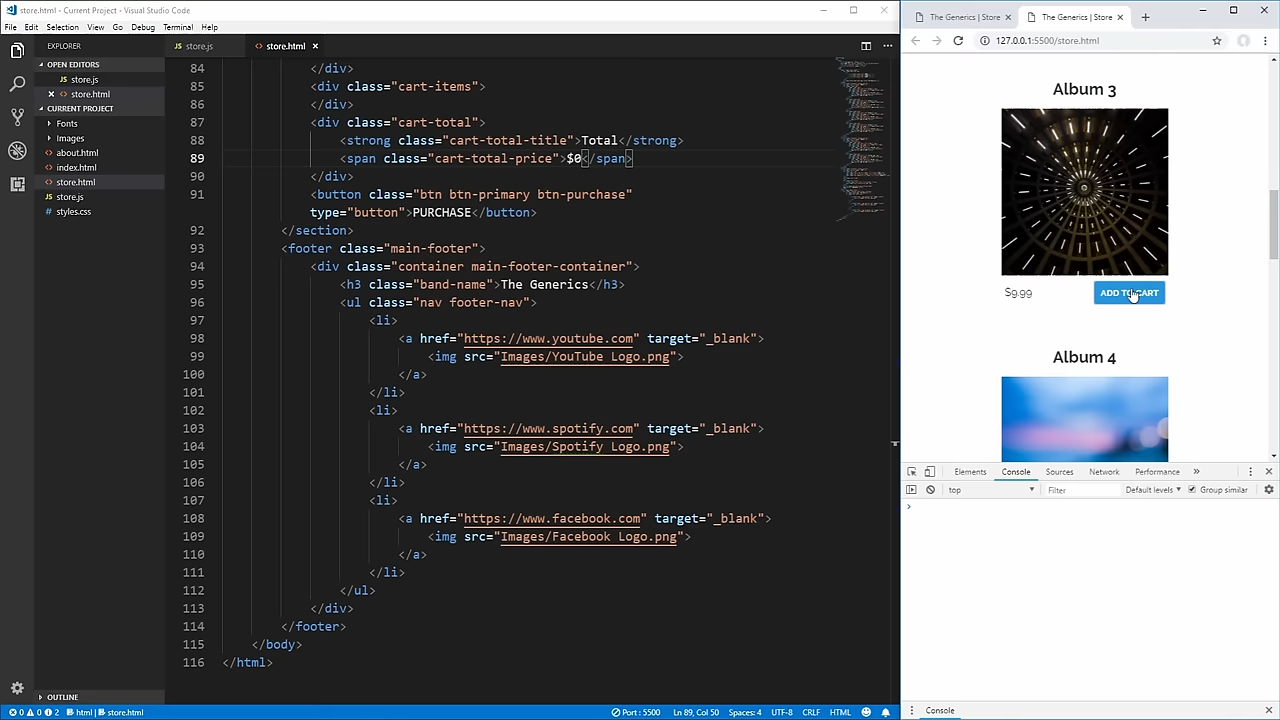 store.html - Current Project - Visual Studio Code
File Edit Selection View Go Debug Terminal Help
EXPLORER
OPEN EDITORS
store.js
store.html
CURRENT PROJECT
Fonts
Images
about.html
index.html
store.html
store.js
styles.css
OUTLINE
store.js
store.html
84 </div>
85 <div class="cart-items">
86 </div>
87 <div class="cart-total">
88 <strong class="cart-total-title">Total</strong>
89 <span class="cart-total-price">$0</span>
90 </div>
91 <button class="btn btn-primary btn-purchase"
type="button">PURCHASE</button>
92 </section>
93 <footer class="main-footer">
94 <div class="container main-footer-container">
95 <h3 class="band-name">The Generics</h3>
96 <ul class="nav footer-nav">
97 <li>
98 <a href="https://www.youtube.com" target="_blank">
99 <img src="Images/YouTube Logo.png">
100 </a>
101 </li>
102 <li>
103 <a href="https://www.spotify.com" target="_blank">
104 <img src="Images/Spotify Logo.png">
105 </a>
106 </li>
107 <li>
108 <a href="https://www.facebook.com" target="_blank">
109 <img src="Images/Facebook Logo.png">
110 </a>
111 </li>
112 </ul>
113 </div>
114 </footer>
115 </body>
116 </html>
0 0 2 html | store.html
Port : 5500 Ln 89, Col 50 Spaces: 4 UTF-8 CRLF HTML
The Generics | Store
The Generics | Store
127.0.0.1:5500/store.html
Album 3
$9.99
ADD TO CART
Album 4
Elements Console Sources Network Performance »
top Filter Default levels Group similar
Console